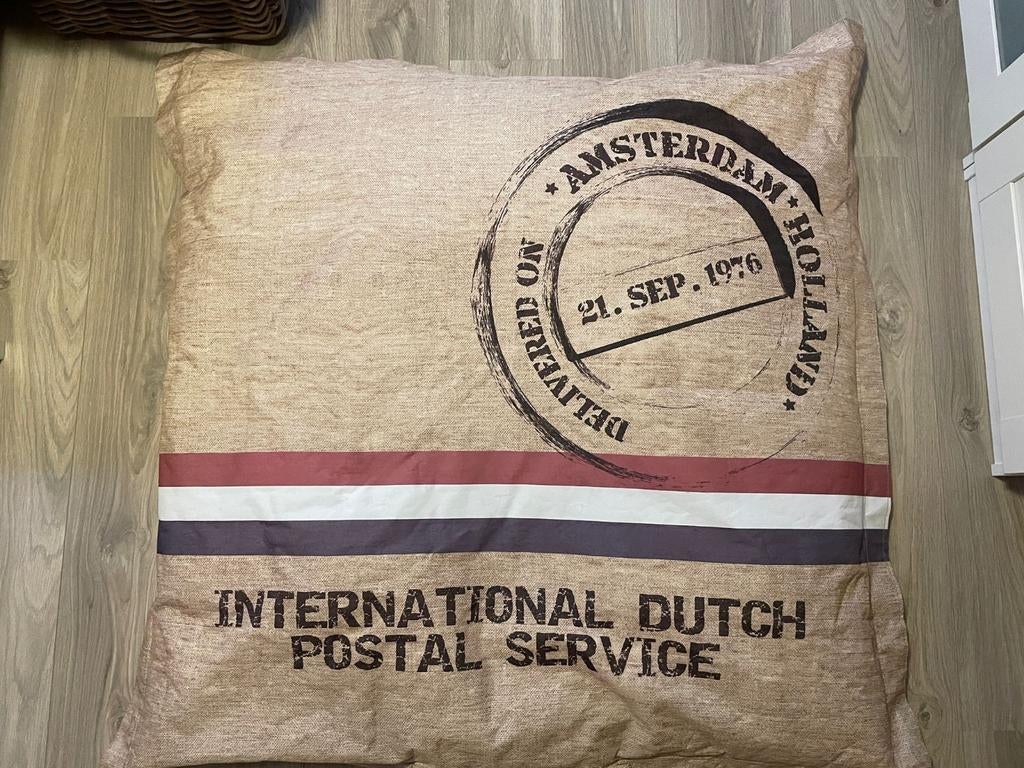 DELIVERED ON * AMSTERDAM * HOLLAND *
21. SEP. 1976
INTERNATIONAL DUTCH
POSTAL SERVICE